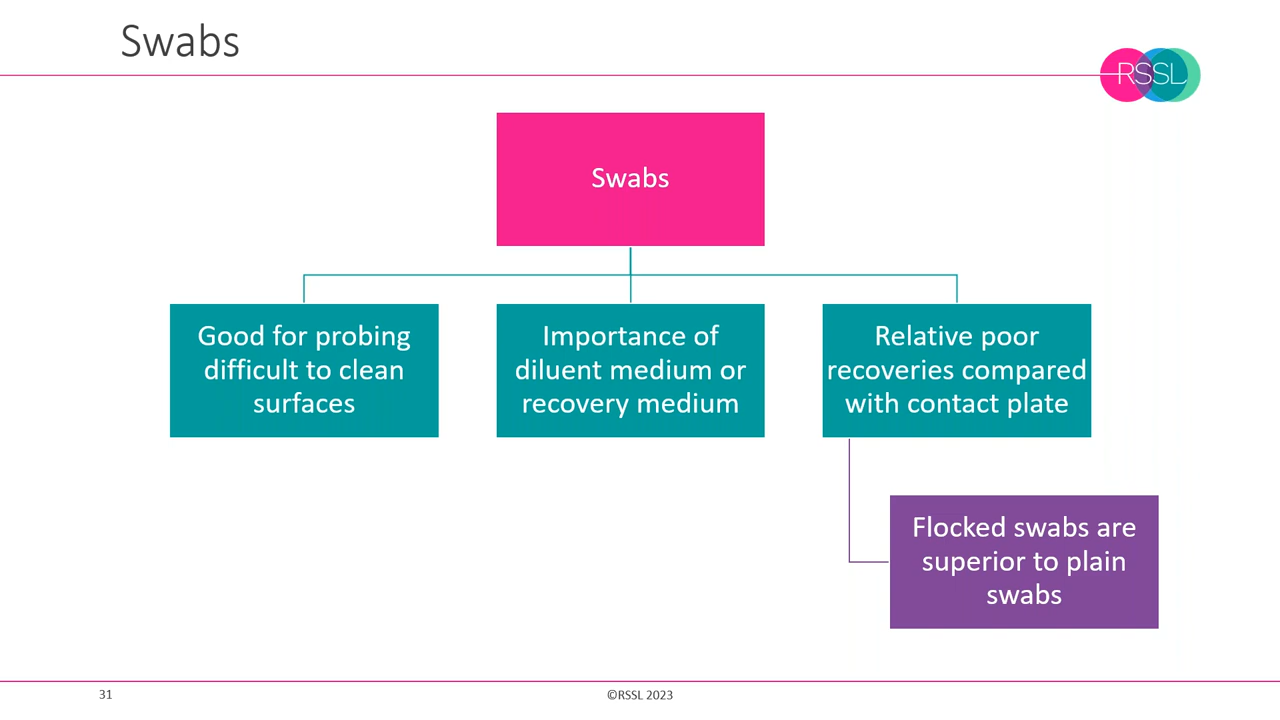 Swabs
RSSL
Swabs
Good for probing
difficult to clean
surfaces
Importance of
diluent medium or
recovery medium
Relative poor
recoveries compared
with contact plate
Flocked swabs are
superior to plain
swabs
31
©RSSL 2023